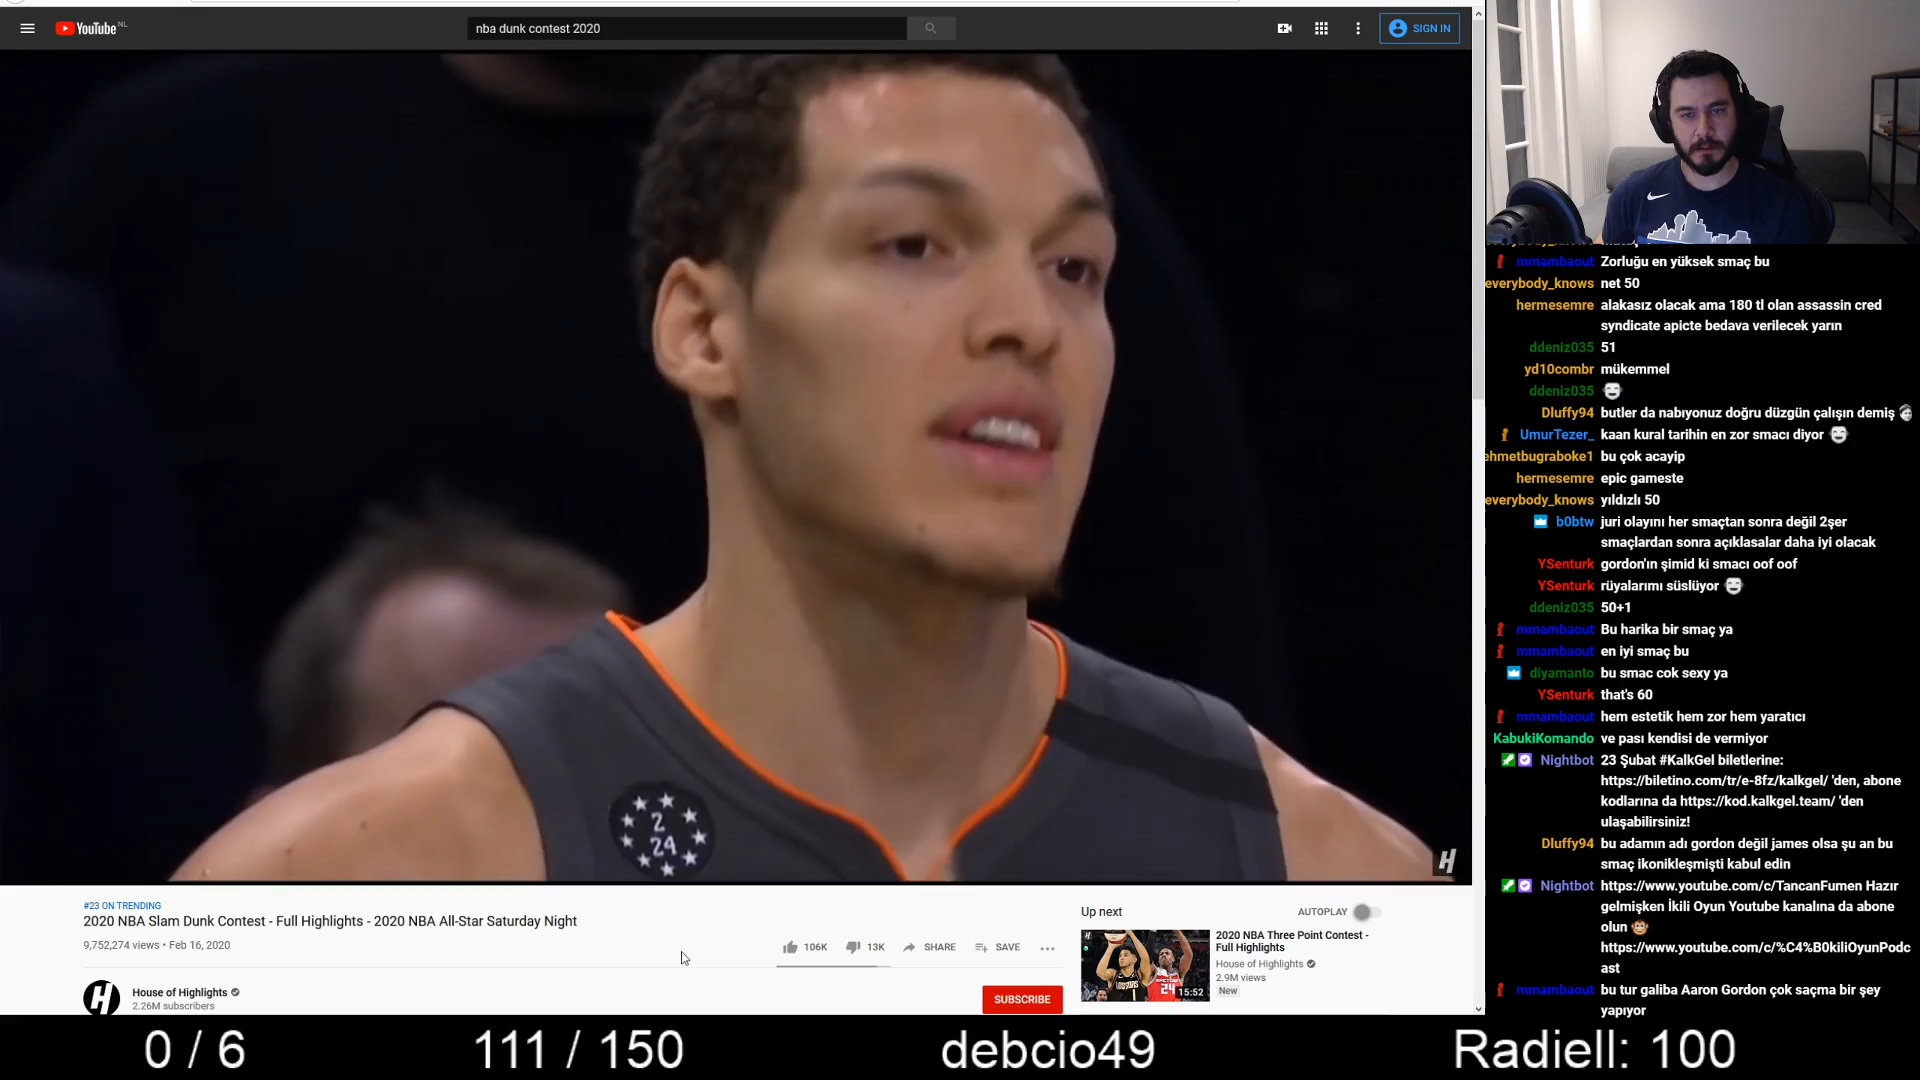 YouTube NL
nba dunk contest 2020
SIGN IN
2
24
H
#23 ON TRENDING
2020 NBA Slam Dunk Contest - Full Highlights - 2020 NBA All-Star Saturday Night
9,752,274 views • Feb 16, 2020
106K
13K
SHARE
SAVE
House of Highlights
2.26M subscribers
SUBSCRIBE
Up next
AUTOPLAY
2020 NBA Three Point Contest -
Full Highlights
House of Highlights
2.9M views
New
15:52
mmambaout Zorluğu en yüksek smaç bu
everybody_knows net 50
hermesemre alakasız olacak ama 180 tl olan assassin cred
syndicate apicte bedava verilecek yarın
ddeniz035 51
yd10combr mükemmel
ddeniz035
Dluffy94 butler da nabıyonuz doğru düzgün çalışın demiş
UmurTezer_ kaan kural tarihin en zor smacı diyor
ehmetbugraboke1 bu çok acayip
hermesemre epic gameste
everybody_knows yıldızlı 50
b0btw juri olayını her smaçtan sonra değil 2şer
smaçlardan sonra açıklasalar daha iyi olacak
YSenturk gordon'ın şimid ki smacı oof oof
YSenturk rüyalarımı süslüyor
ddeniz035 50+1
mmambaout Bu harika bir smaç ya
mmambaout en iyi smaç bu
diyamanto bu smac cok sexy ya
YSenturk that's 60
mmambaout hem estetik hem zor hem yaratıcı
KabukiKomando ve pası kendisi de vermiyor
Nightbot 23 Şubat #KalkGel biletlerine:
https://biletino.com/tr/e-8fz/kalkgel/ 'den, abone
kodlarına da https://kod.kalkgel.team/ 'den
ulaşabilirsiniz!
Dluffy94 bu adamın adı gordon değil james olsa şu an bu
smaç ikonikleşmişti kabul edin
Nightbot https://www.youtube.com/c/TancanFumen Hazır
gelmişken İkili Oyun Youtube kanalına da abone
olun
https://www.youtube.com/c/%C4%B0kiliOyunPodc
ast
mmambaout bu tur galiba Aaron Gordon çok saçma bir şey
yapıyor
0 / 6
111 / 150
debcio49
Radiell: 100